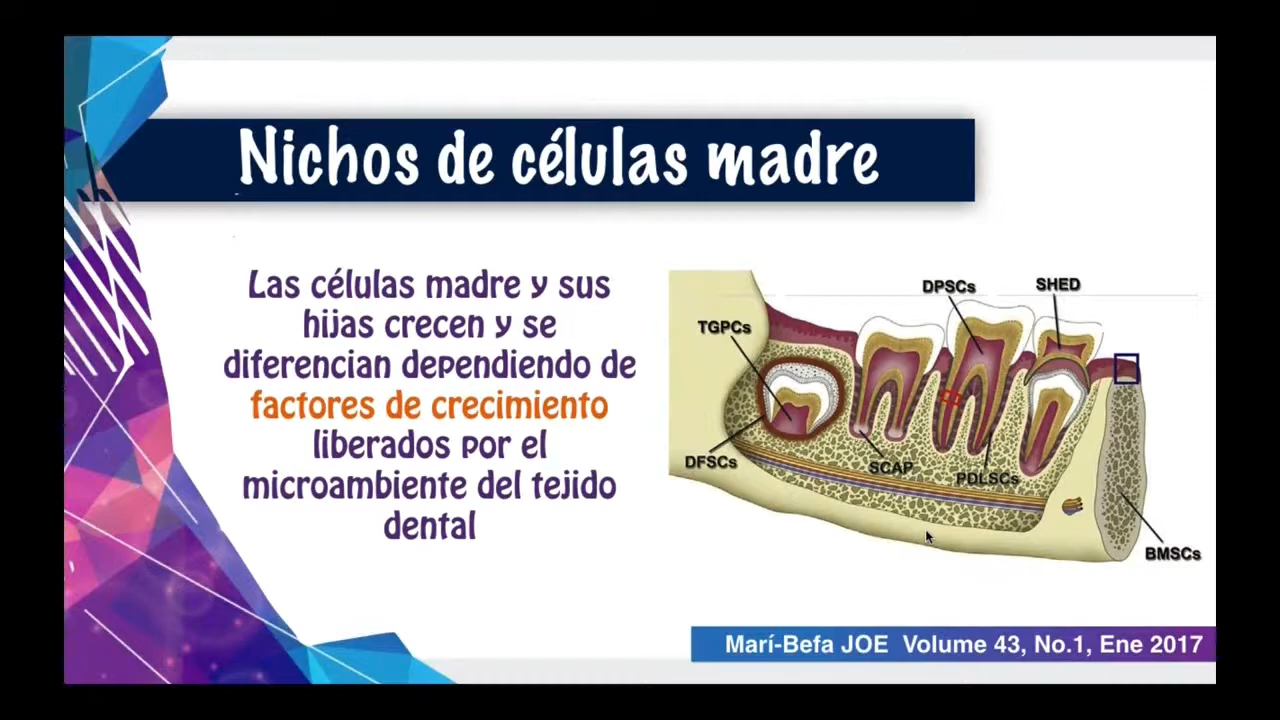 Nichos de células madre
Las células madre y sus
hijas crecen y se
diferencian dependiendo de
factores de crecimiento
liberados por el
microambiente del tejido
dental
DPSCs
SHED
TGPCs
DFSCs
SCAP
PDLSCs
BMSCs
Marí-Befa JOE Volume 43, No.1, Ene 2017